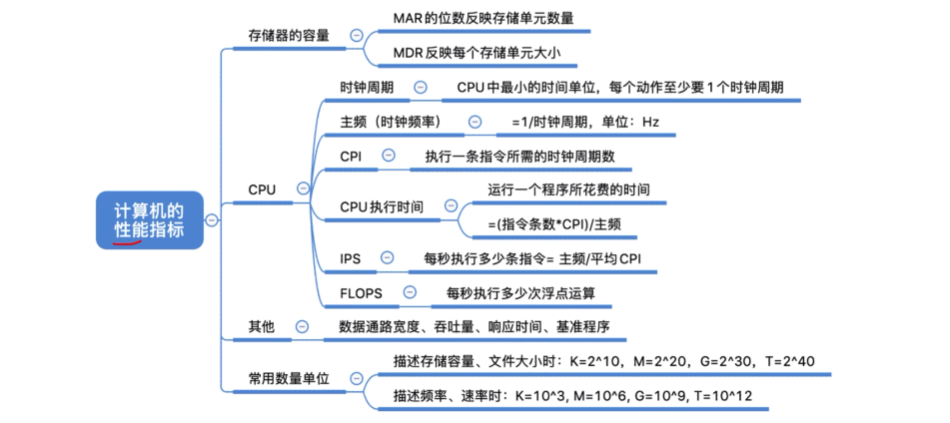 计算机的
性能指标
存储器的容量
MAR的位数反映存储单元数量
MDR反映每个存储单元大小
CPU
时钟周期
CPU中最小的时间单位，每个动作至少要1个时钟周期
主频（时钟频率）
=1/时钟周期，单位：Hz
CPI
执行一条指令所需的时钟周期数
CPU执行时间
运行一个程序所花费的时间
=(指令条数*CPI)/主频
IPS
每秒执行多少条指令= 主频/平均CPI
FLOPS
每秒执行多少次浮点运算
其他
数据通路宽度、吞吐量、响应时间、基准程序
常用数量单位
描述存储容量、文件大小时：K=2^10，M=2^20，G=2^30，T=2^40
描述频率、速率时：K=10^3, M=10^6, G=10^9, T=10^12